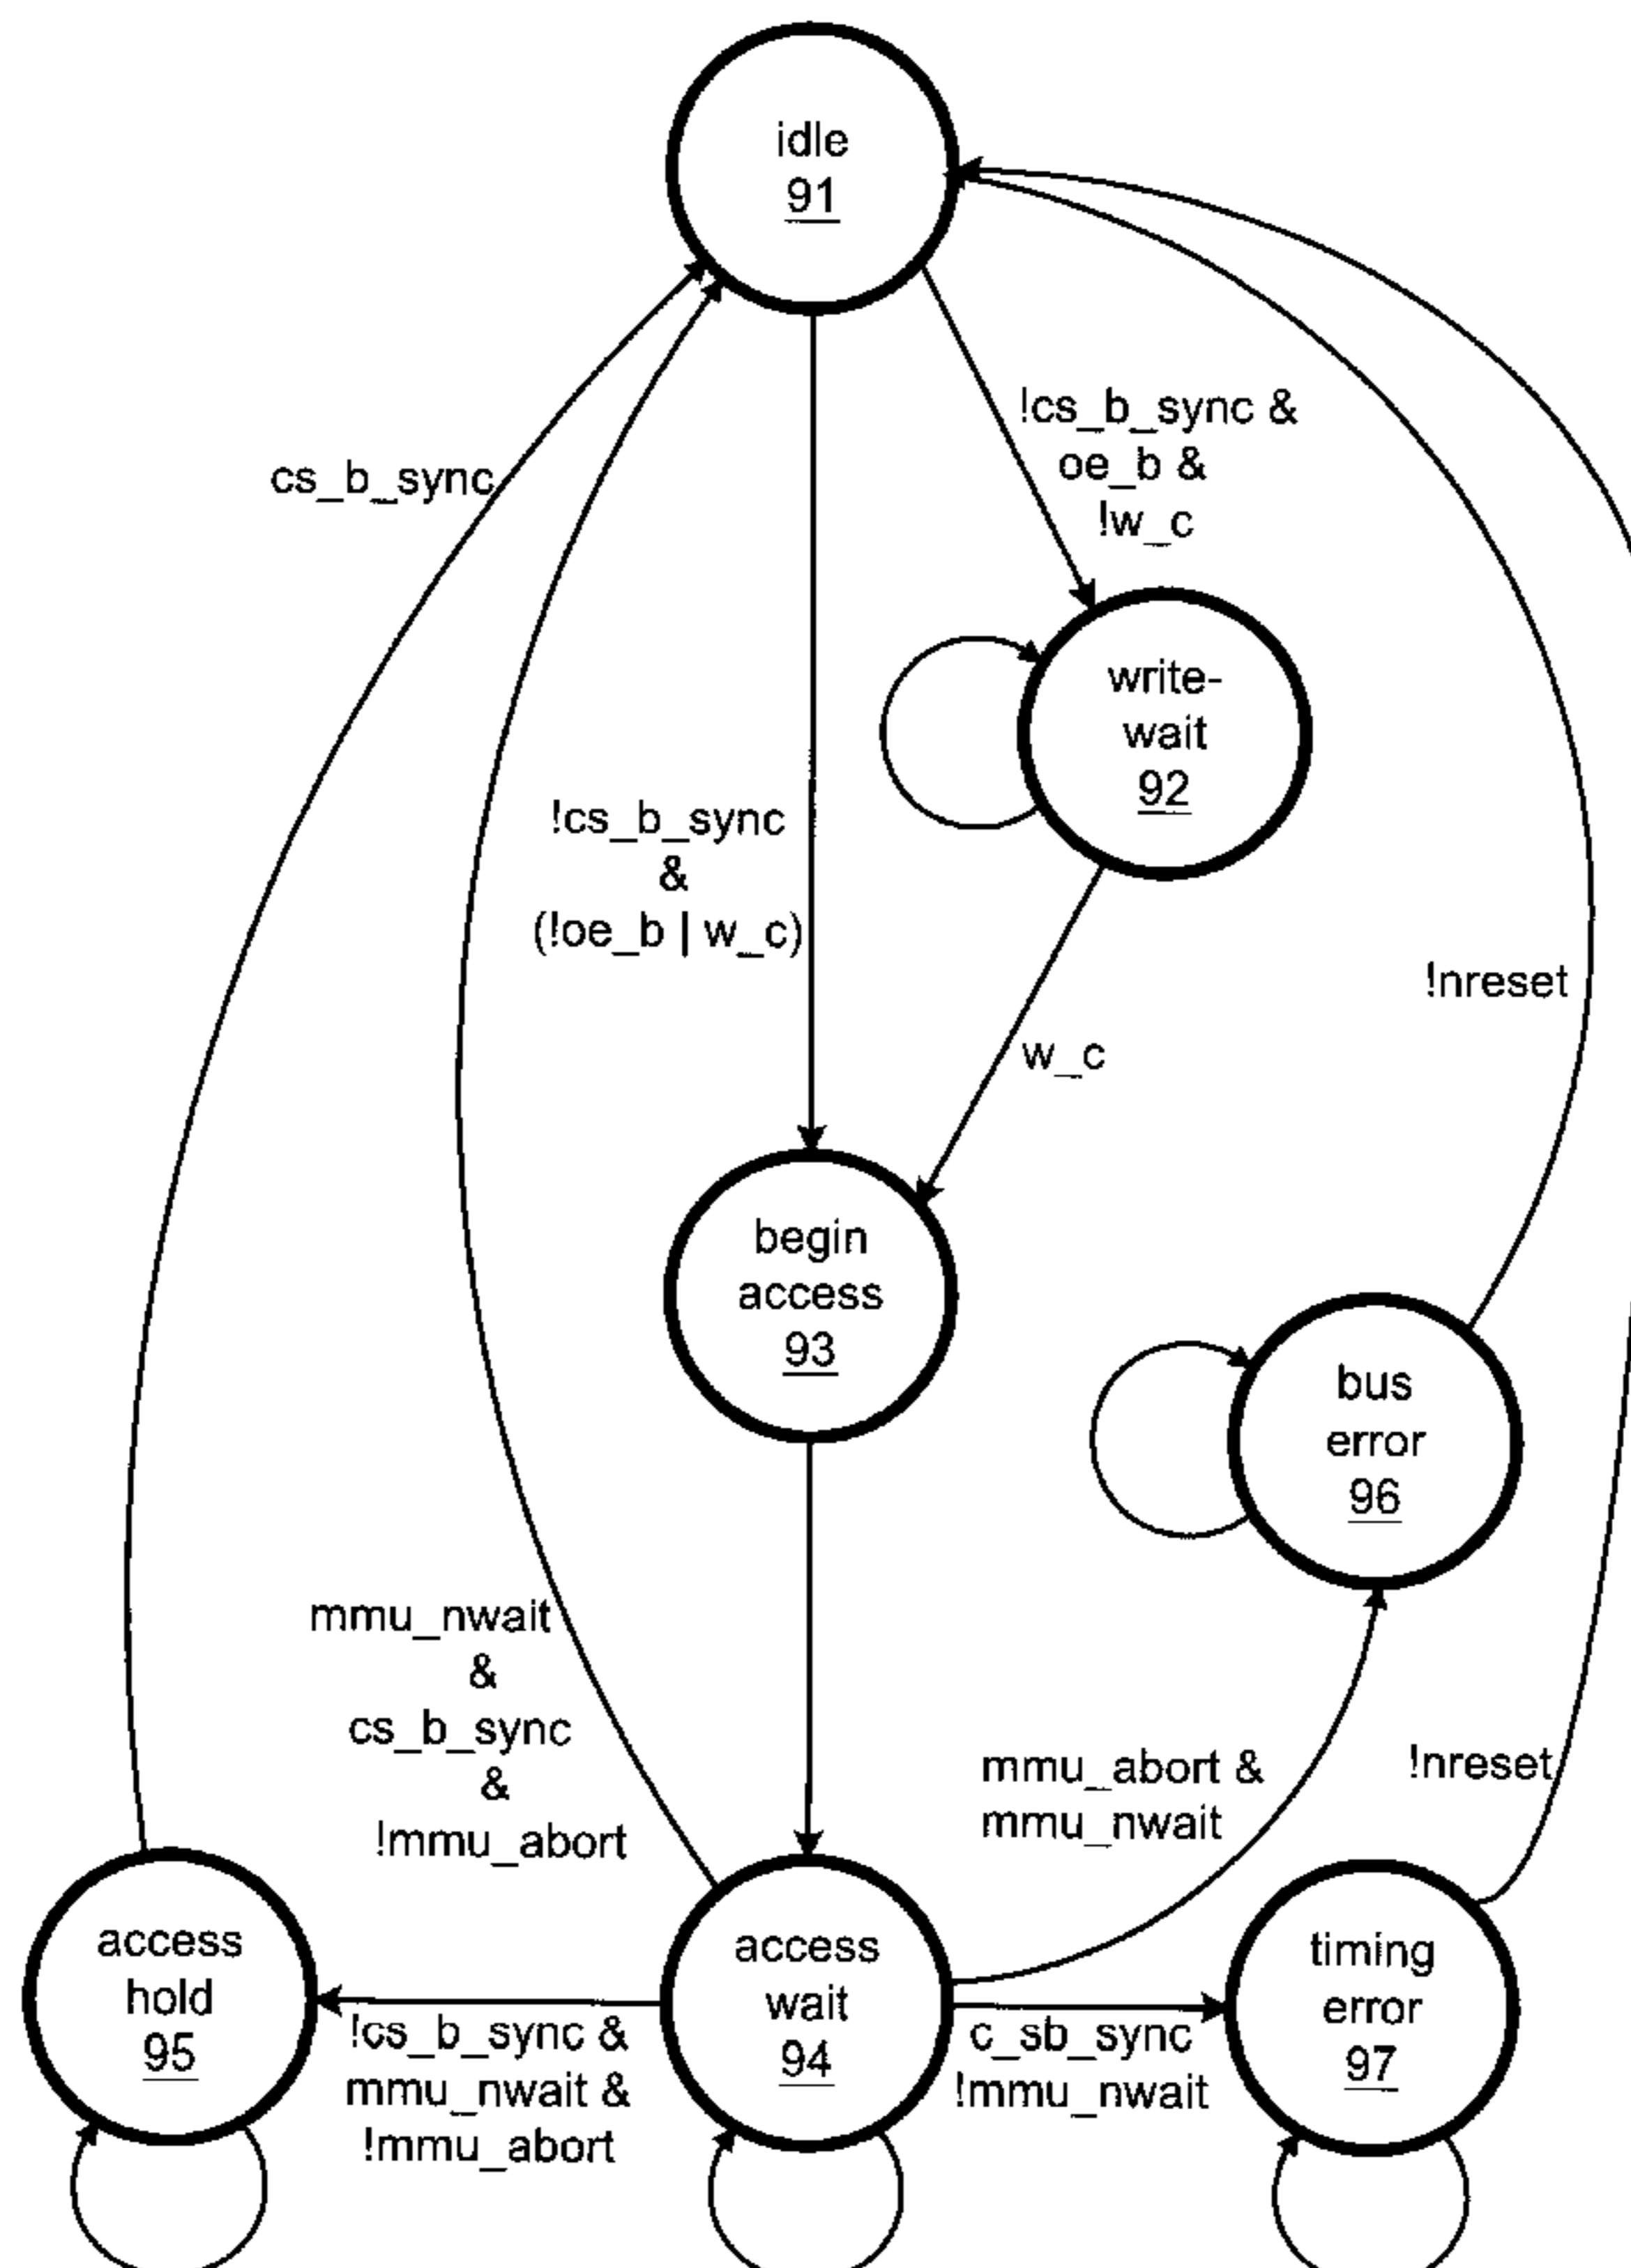 idle
91
cs_b_sync
!cs_b_sync &
oe_b &
!w_c
write-
wait
92
!cs_b_sync
&
(!oe_b | w_c)
!nreset
w_c
begin
access
93
bus
error
96
mmu_nwait
&
cs_b_sync
&
!mmu_abort
mmu_abort &
mmu_nwait
!nreset
access
hold
95
!cs_b_sync &
mmu_nwait &
!mmu_abort
access
wait
94
c_sb_sync
!mmu_nwait
timing
error
97